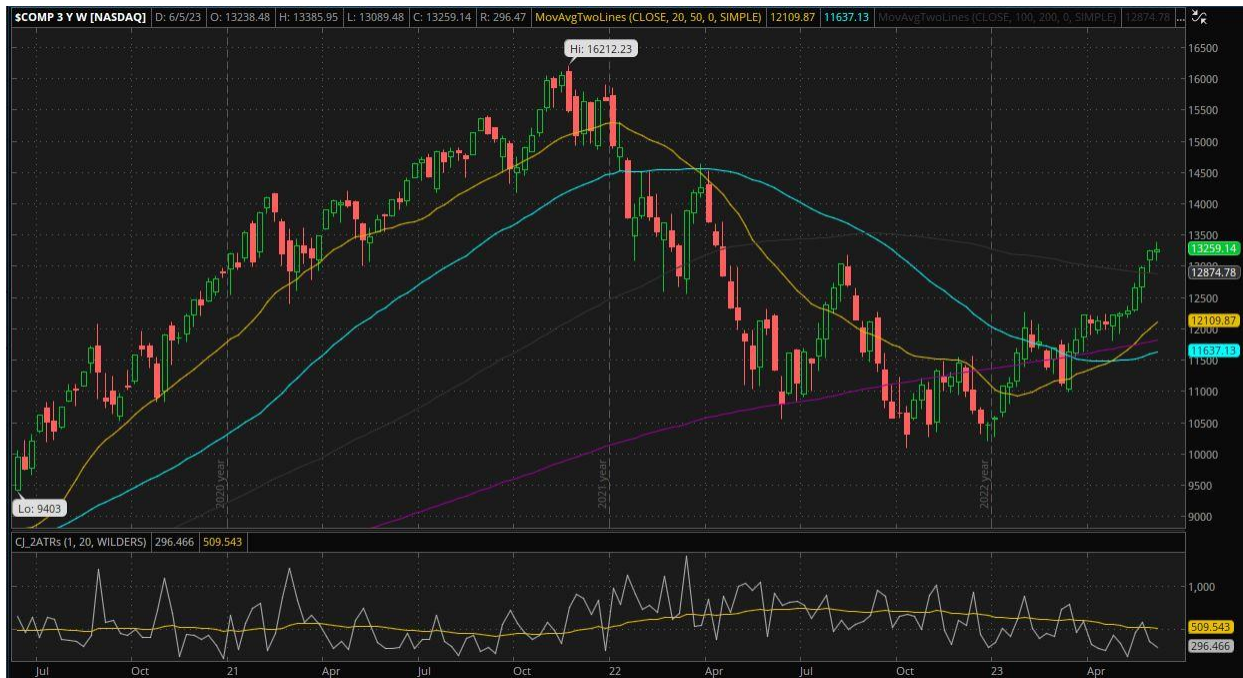 $COMP 3 Y W [NASDAQ] D: 6/5/23 O: 13238.48 H: 13385.95 L: 13089.48 C: 13259.14 R: 296.47 MovAvgTwoLines (CLOSE, 20, 50, 0, SIMPLE) 12109.87 11637.13 MovAvgTwoLines (CLOSE, 100, 200, 0, SIMPLE) 12874.78 ...
Hi: 16212.23
16500
16000
15500
15000
14500
14000
13500
13259.14
13000
12874.78
12500
12109.87
12000
11637.13
11500
11000
10500
10000
9500
9000
2020 year
2021 year
2022 year
Lo: 9403
CJ_2ATRs (1, 20, WILDERS) 296.466 509.543
1,000
509.543
296.466
Jul Oct 21 Apr Jul Oct 22 Apr Jul Oct 23 Apr